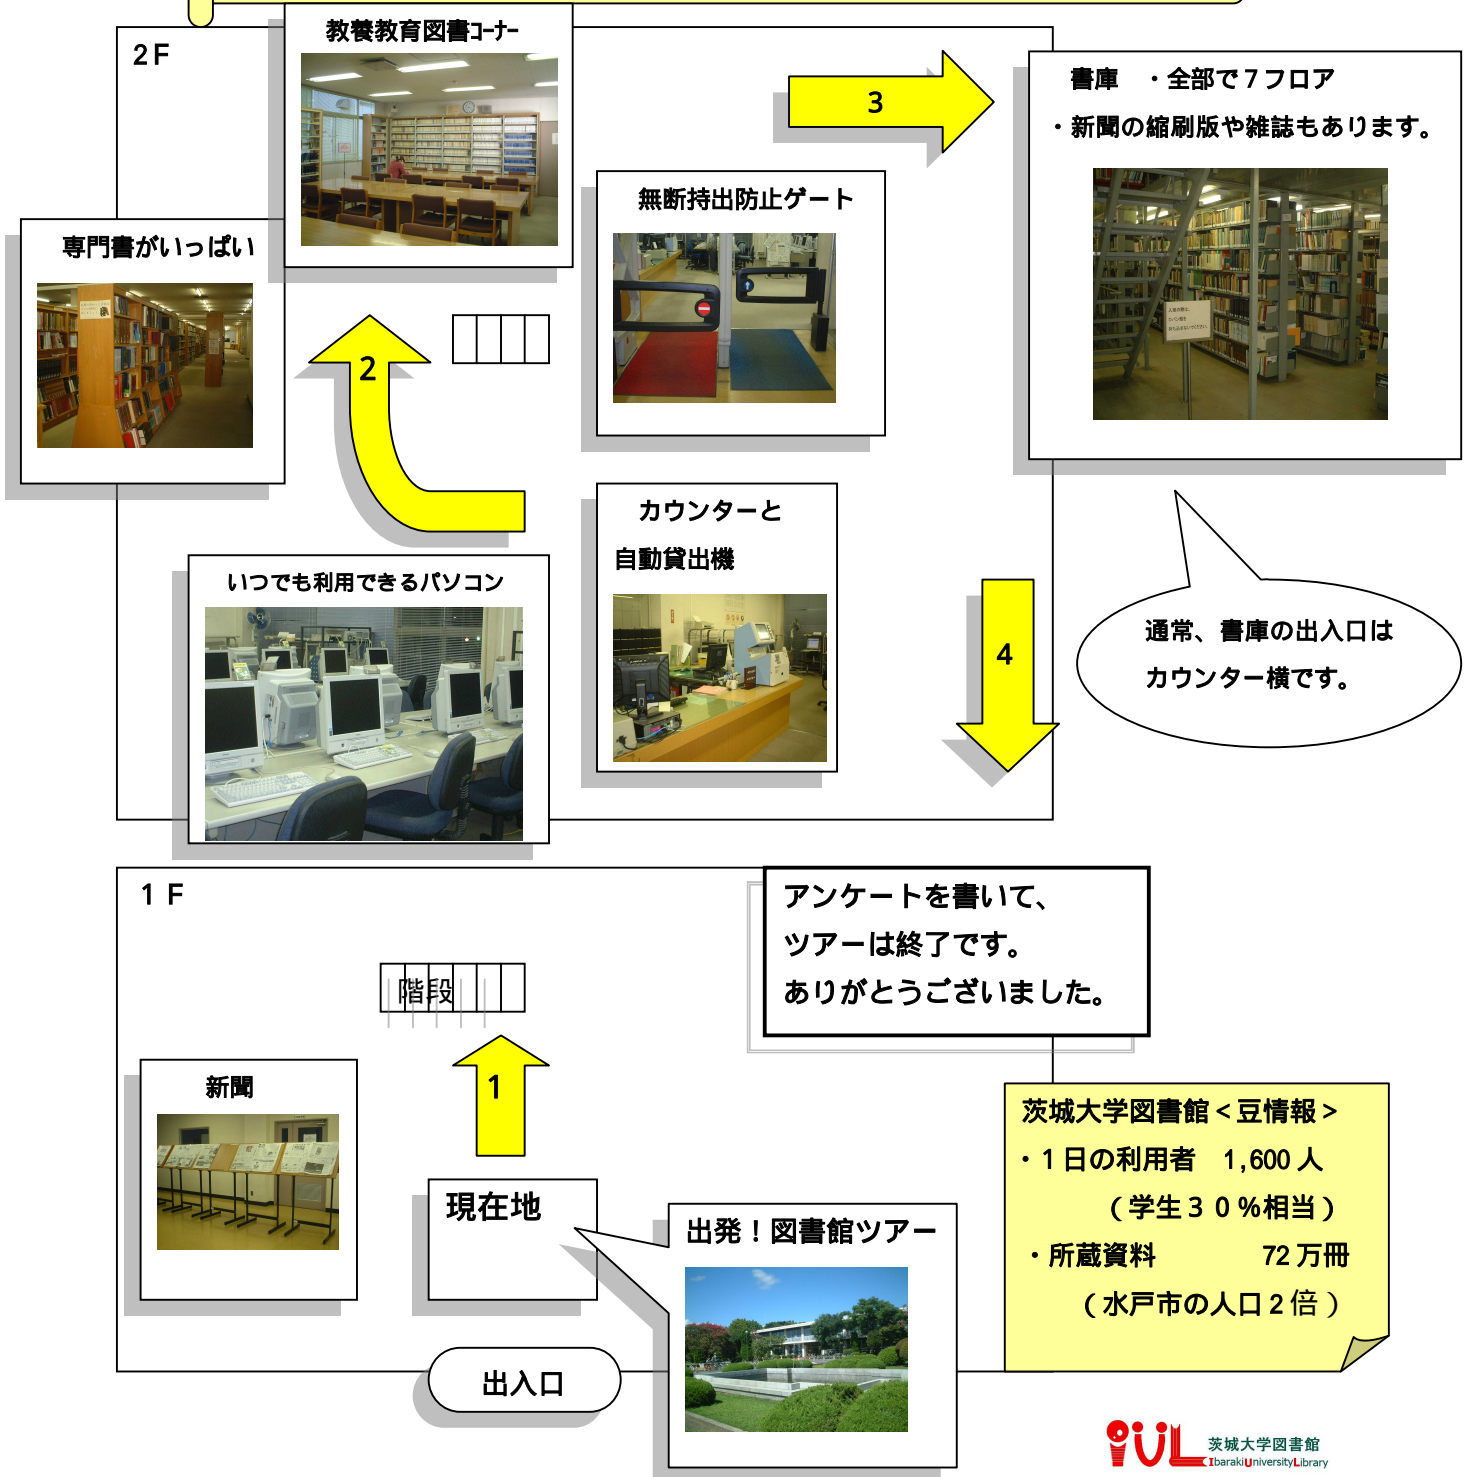 教養教育図書コーナー
2F
3
書庫　・全部で7フロア
・新聞の縮刷版や雑誌もあります。
無断持出防止ゲート
専門書がいっぱい
2
カウンターと
自動貸出機
いつでも利用できるパソコン
4
通常、書庫の出入口は
カウンター横です。
1F
アンケートを書いて、
ツアーは終了です。
ありがとうございました。
階段
新聞
1
現在地
出発！図書館ツアー
茨城大学図書館＜豆情報＞
・1日の利用者　1,600人
（学生30％相当）
・所蔵資料　72万冊
（水戸市の人口2倍）
出入口
IUL 茨城大学図書館
IbarakiUniversityLibrary